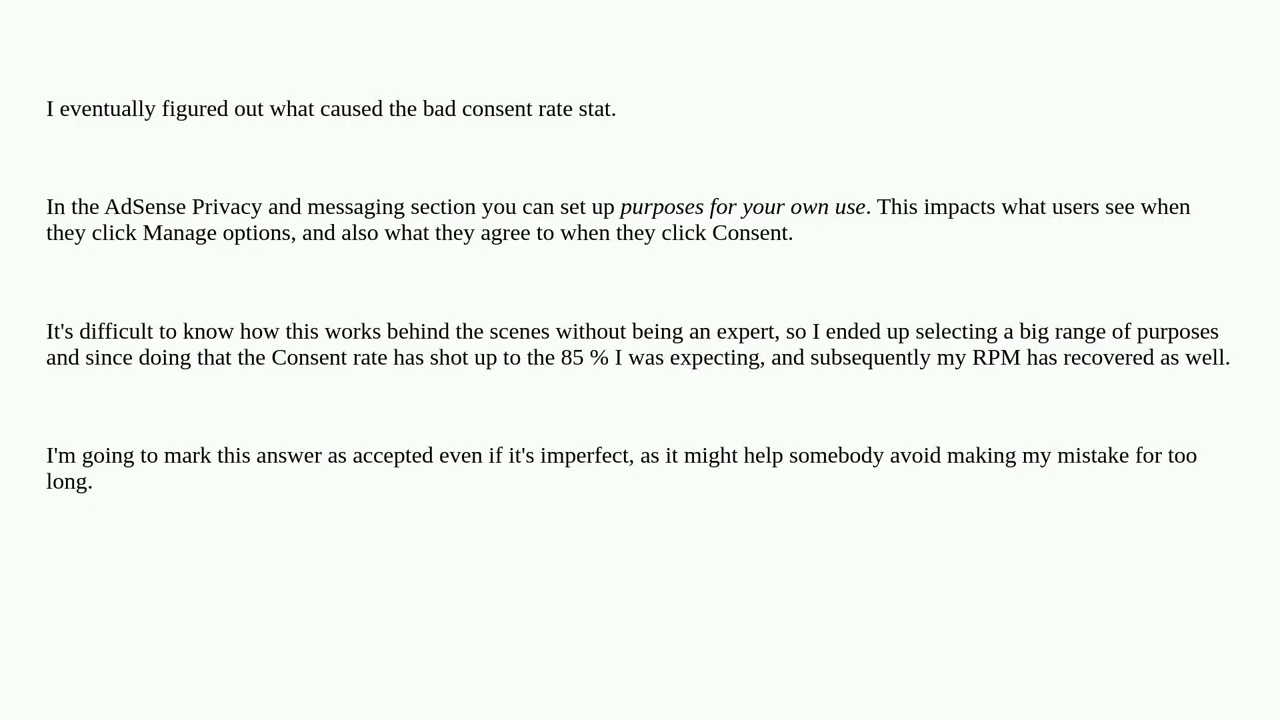 I eventually figured out what caused the bad consent rate stat.
In the AdSense Privacy and messaging section you can set up purposes for your own use. This impacts what users see when
they click Manage options, and also what they agree to when they click Consent.
It's difficult to know how this works behind the scenes without being an expert, so I ended up selecting a big range of purposes
and since doing that the Consent rate has shot up to the 85 % I was expecting, and subsequently my RPM has recovered as well.
I'm going to mark this answer as accepted even if it's imperfect, as it might help somebody avoid making my mistake for too
long.